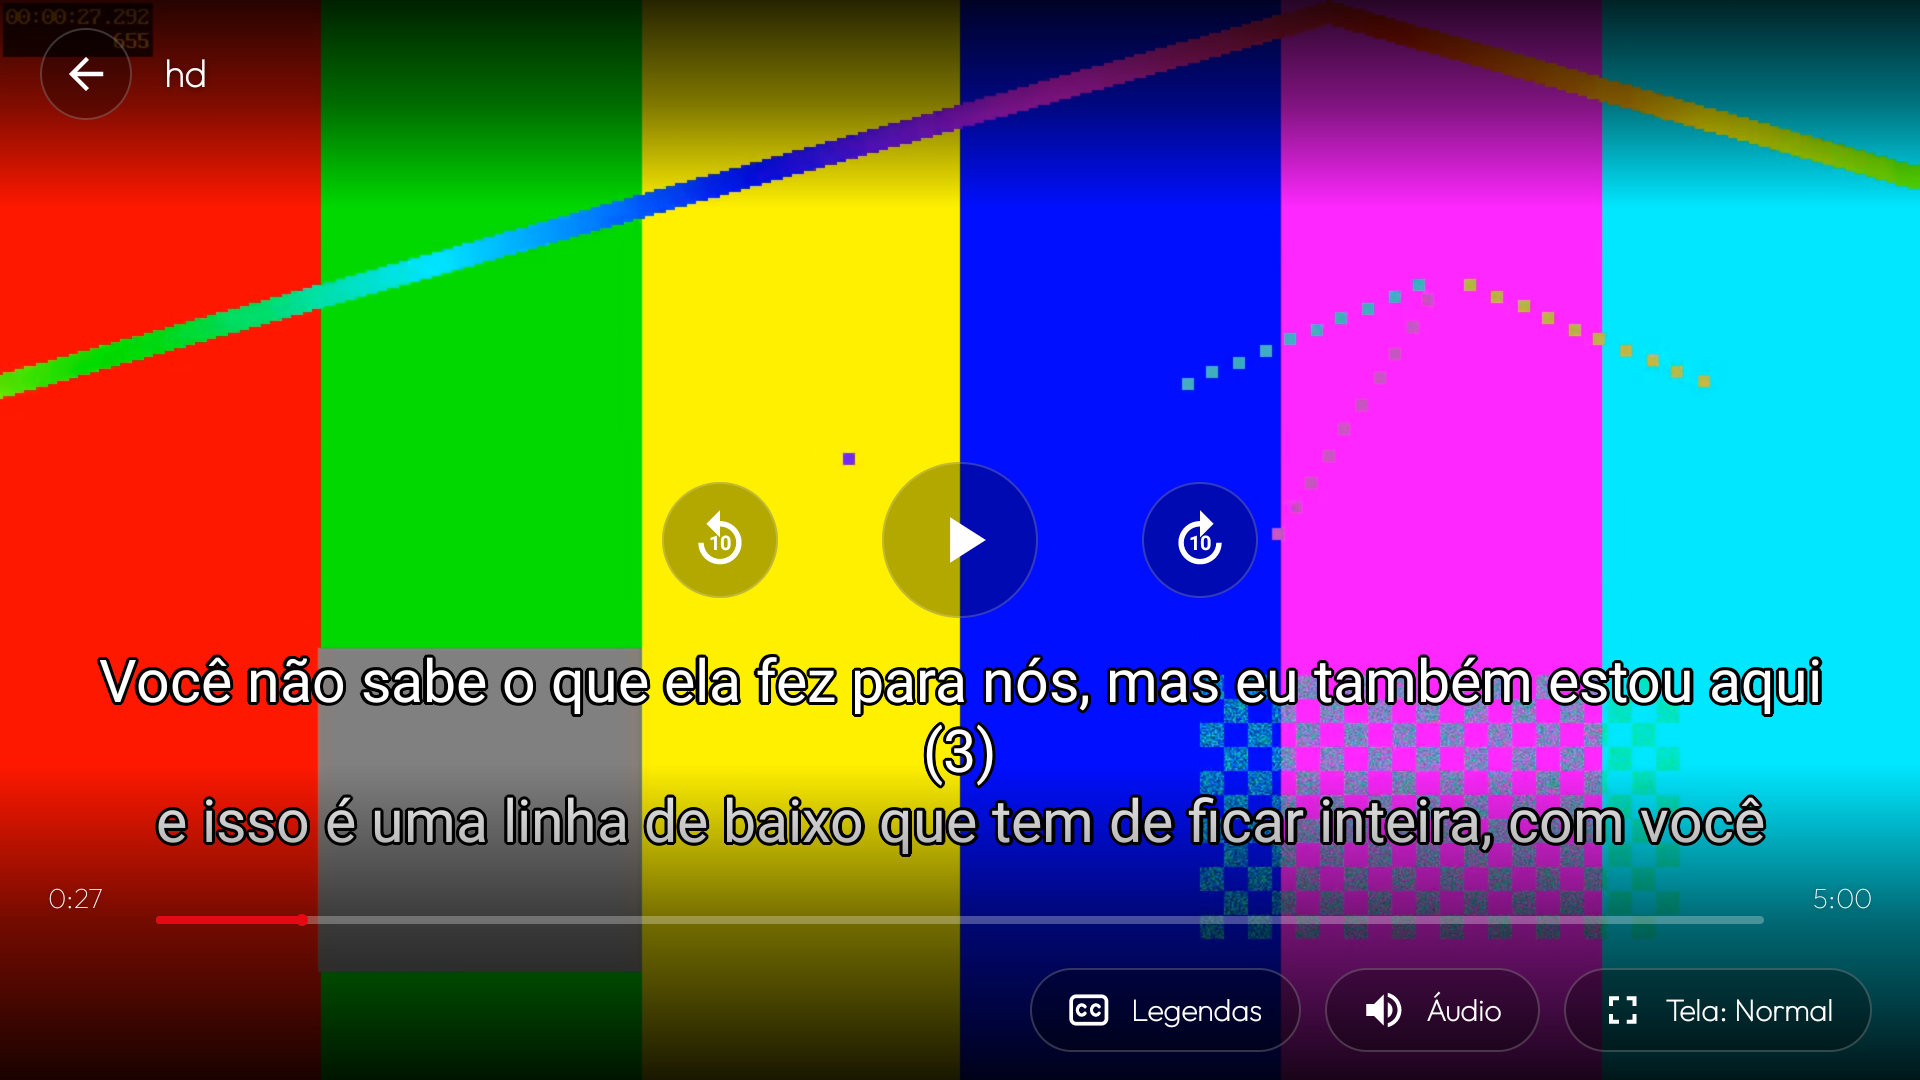 00:00:27.292
655
hd
10
10
Você não sabe o que ela fez para nós, mas eu também estou aqui
(3)
e isso é uma linha de baixo que tem de ficar inteira, com você
0:27
5:00
CC Legendas
Áudio
Tela: Normal